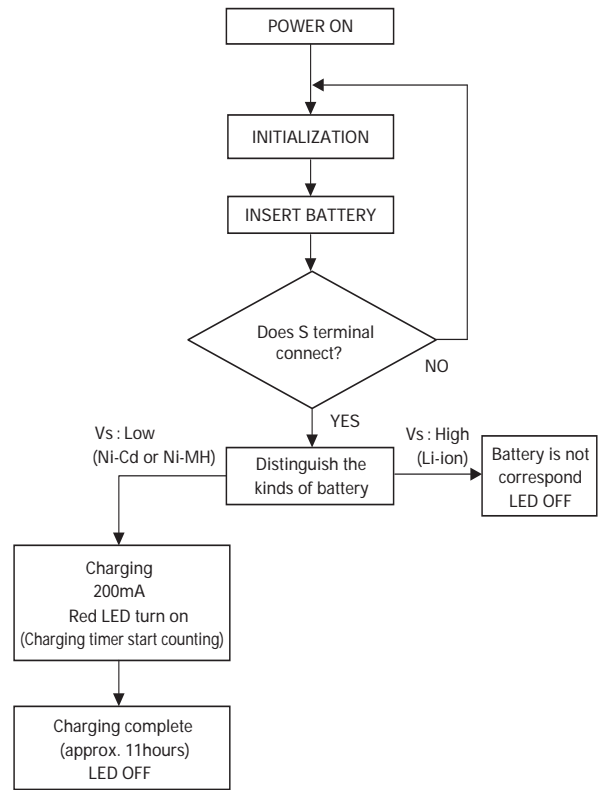 POWER ON
INITIALIZATION
INSERT BATTERY
Does S terminal
connect?
NO
YES
Vs : Low
(Ni-Cd or Ni-MH)
Distinguish the
kinds of battery
Vs : High
(Li-ion)
Battery is not
correspond
LED OFF
Charging
200mA
Red LED turn on
(Charging timer start counting)
Charging complete
(approx. 11hours)
LED OFF